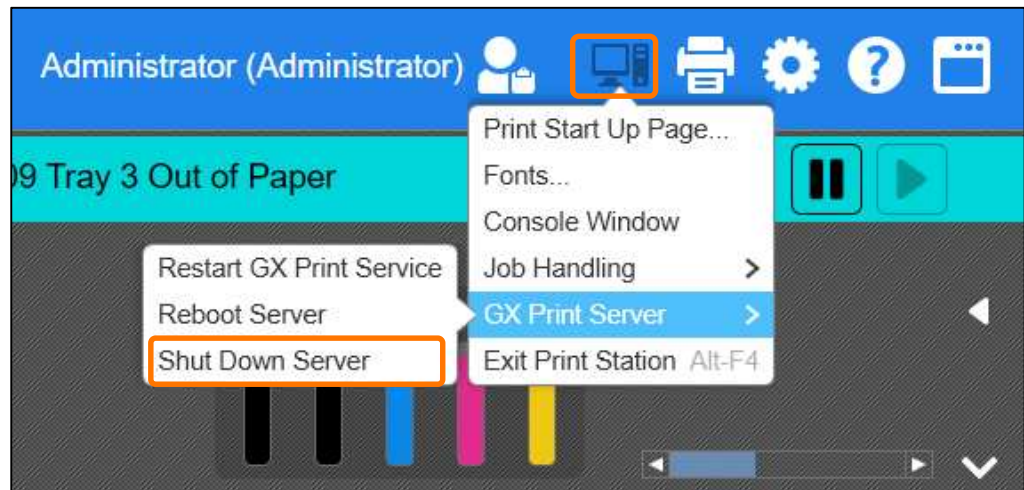 Administrator (Administrator)
09 Tray 3 Out of Paper
Print Start Up Page...
Fonts...
Console Window
Job Handling
GX Print Server
Exit Print Station Alt-F4
Restart GX Print Service
Reboot Server
Shut Down Server